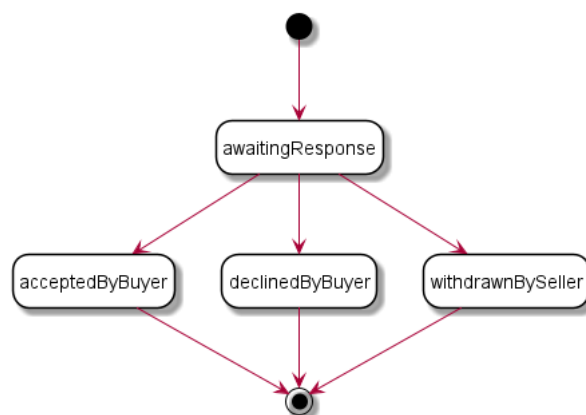 awaitingResponse
acceptedByBuyer
declinedByBuyer
withdrawnBySeller